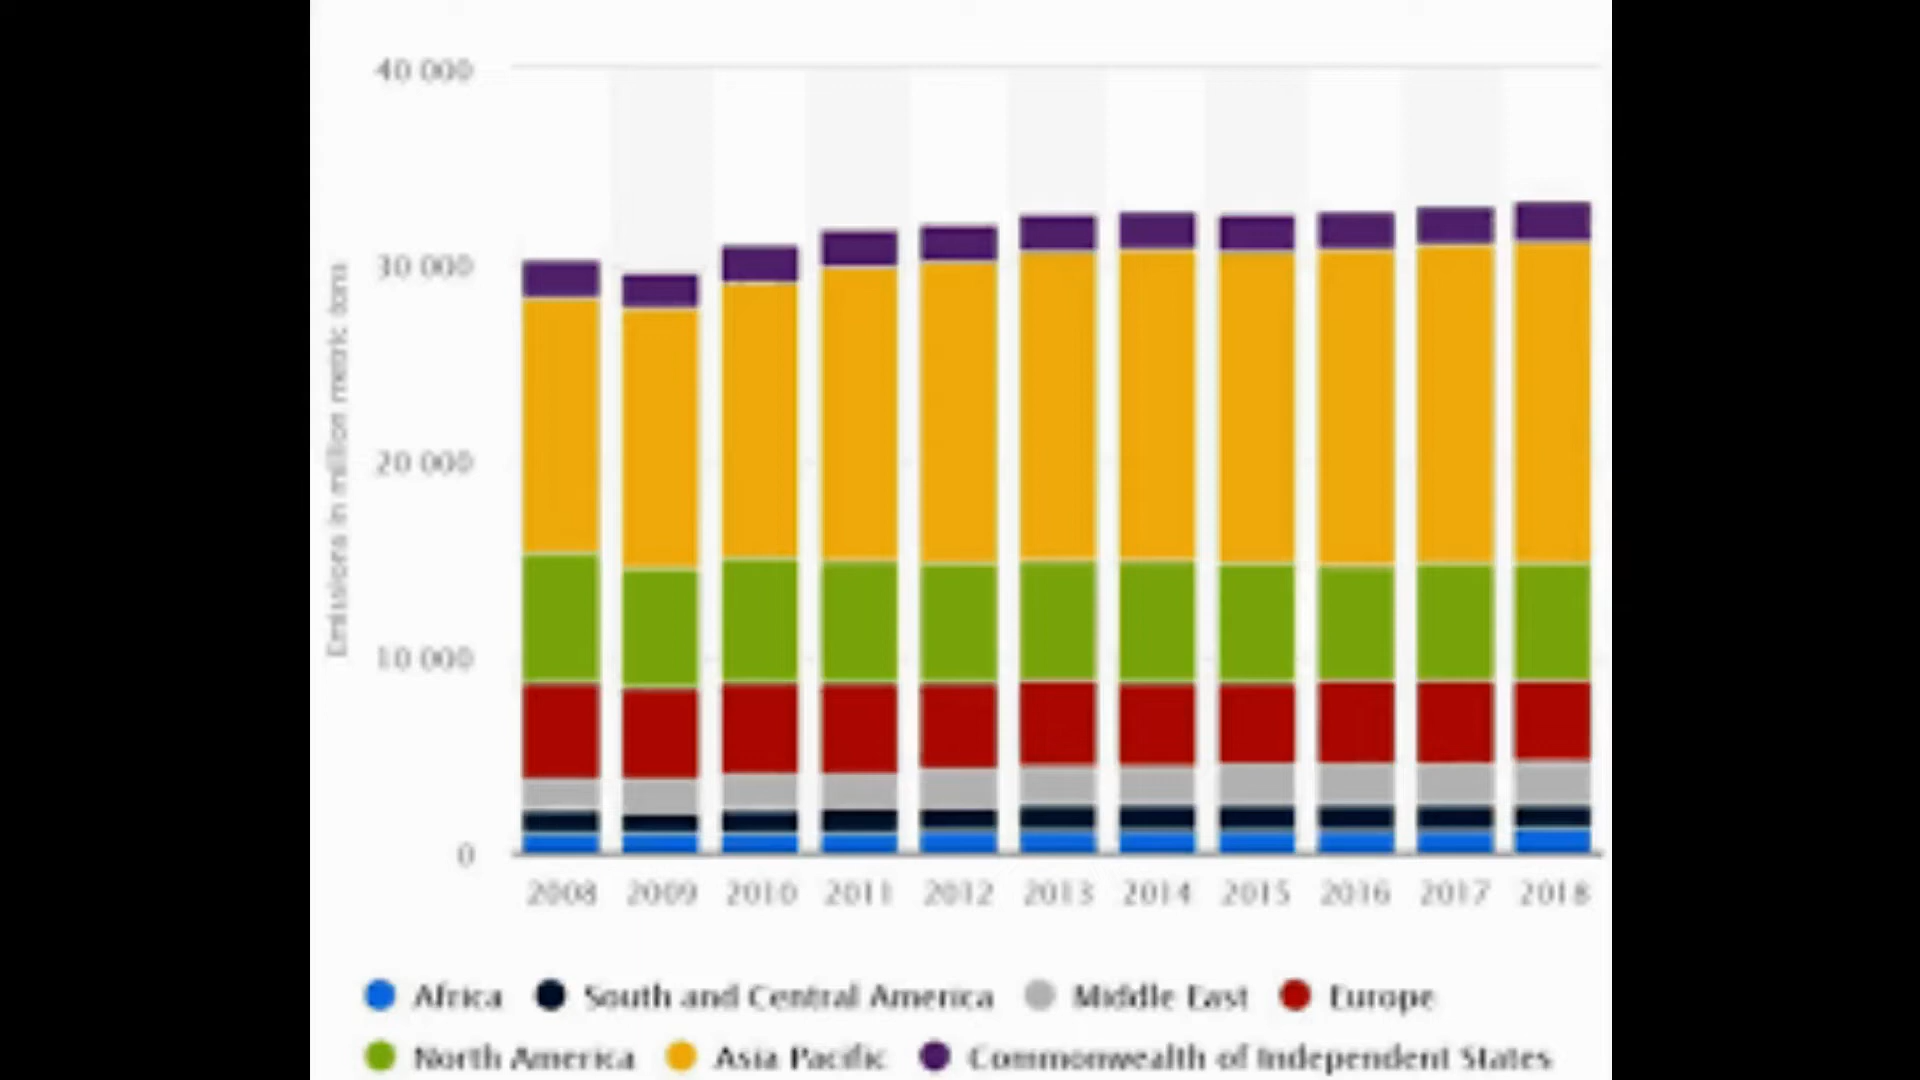 40 000
30 000
20 000
10 000
0
Emissions in million metric tons
2008 2009 2010 2011 2012 2013 2014 2015 2016 2017 2018
Africa South and Central America Middle East Europe
North America Asia Pacific Commonwealth of Independent States